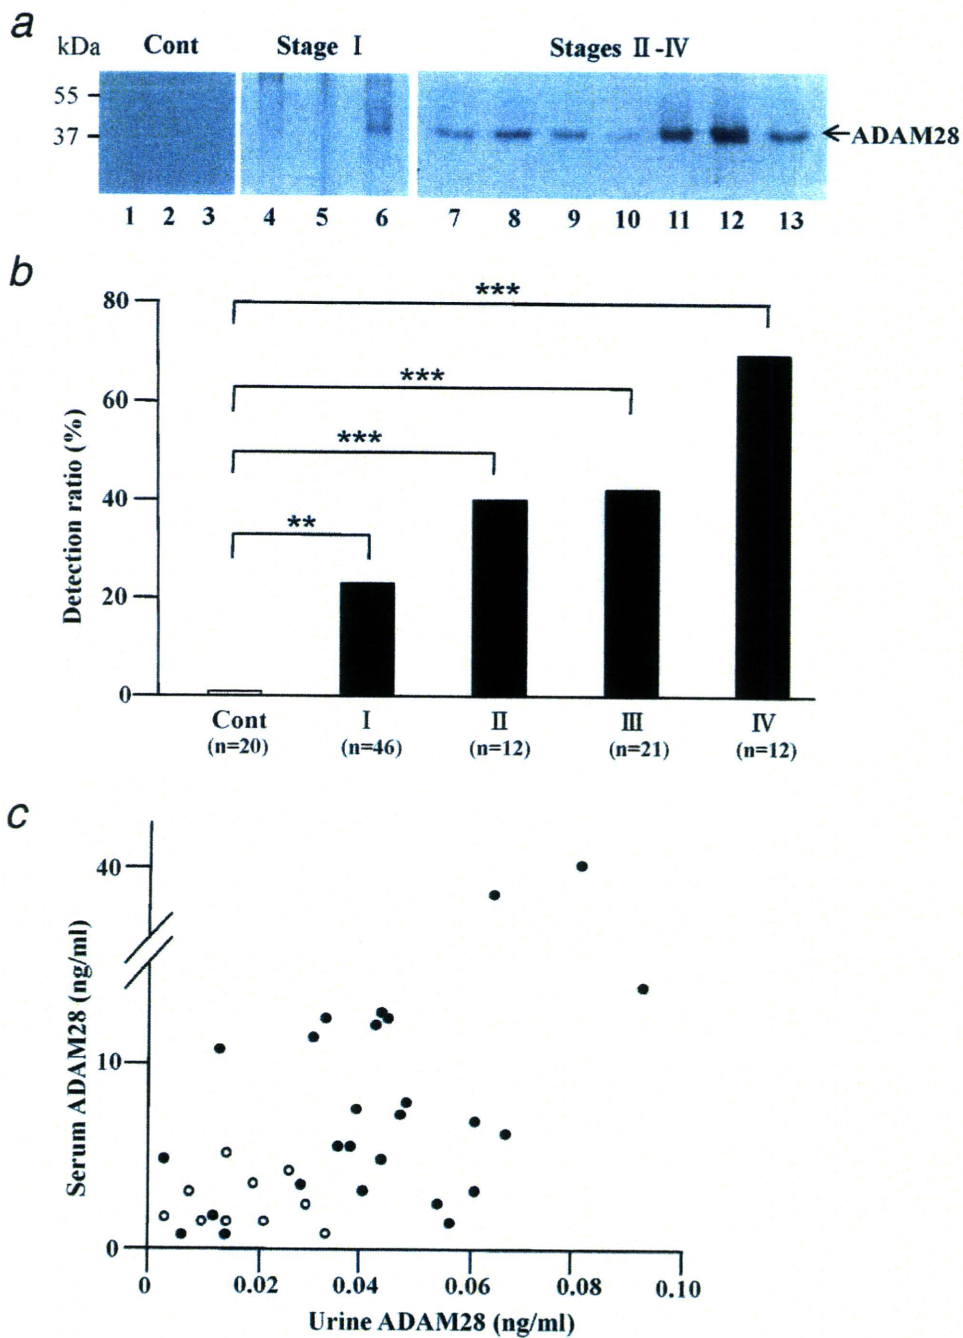 a
kDa Cont Stage Ⅰ Stages Ⅱ-Ⅳ
55
37
←ADAM28
1 2 3 4 5 6 7 8 9 10 11 12 13
b
Detection ratio (%)
80
60
40
20
0
***
***
***
**
Cont Ⅰ Ⅱ Ⅲ Ⅳ
(n=20) (n=46) (n=12) (n=21) (n=12)
c
Serum ADAM28 (ng/ml)
40
10
0
0 0.02 0.04 0.06 0.08 0.10
Urine ADAM28 (ng/ml)